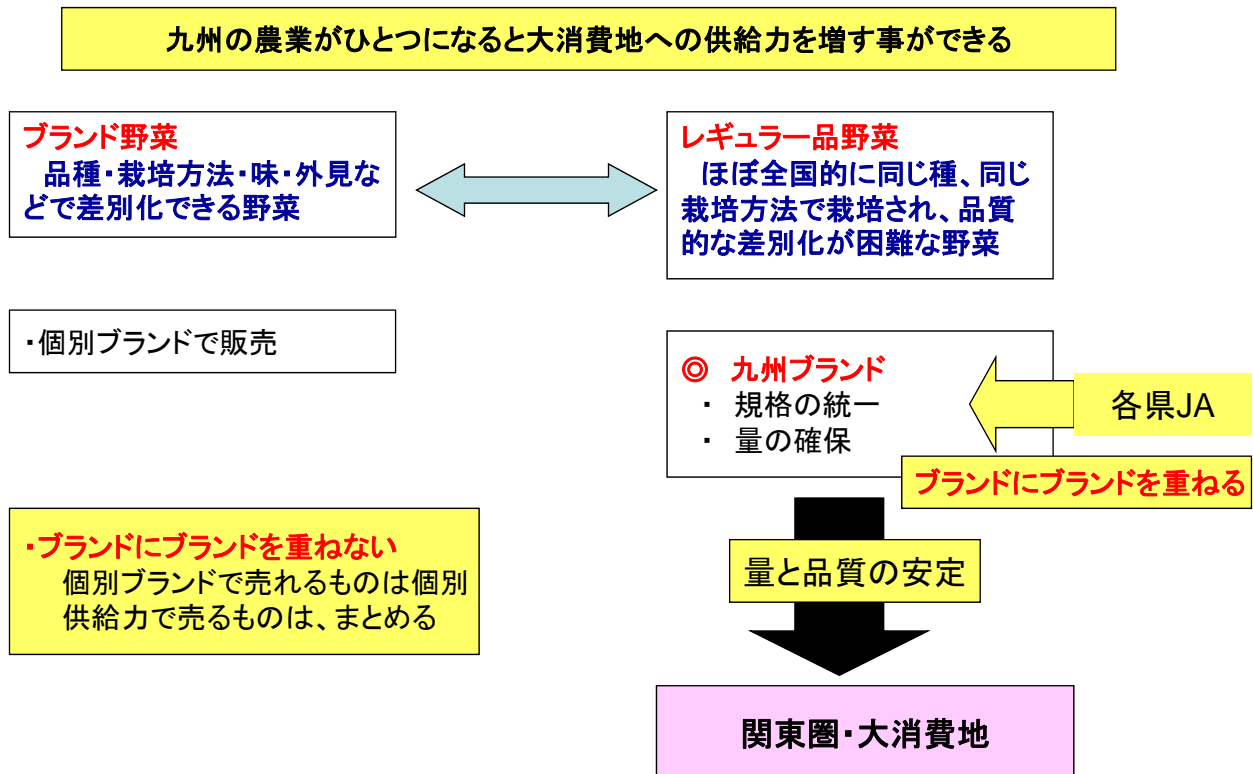 九州の農業がひとつになると大消費地への供給力を増す事ができる
ブランド野菜
品種・栽培方法・味・外見な
どで差別化できる野菜
レギュラー品野菜
ほぼ全国的に同じ種、同じ
栽培方法で栽培され、品質
的な差別化が困難な野菜
・個別ブランドで販売
◎ 九州ブランド
・ 規格の統一
・ 量の確保
各県JA
ブランドにブランドを重ねる
・ブランドにブランドを重ねない
個別ブランドで売れるものは個別
供給力で売るものは、まとめる
量と品質の安定
関東圏・大消費地